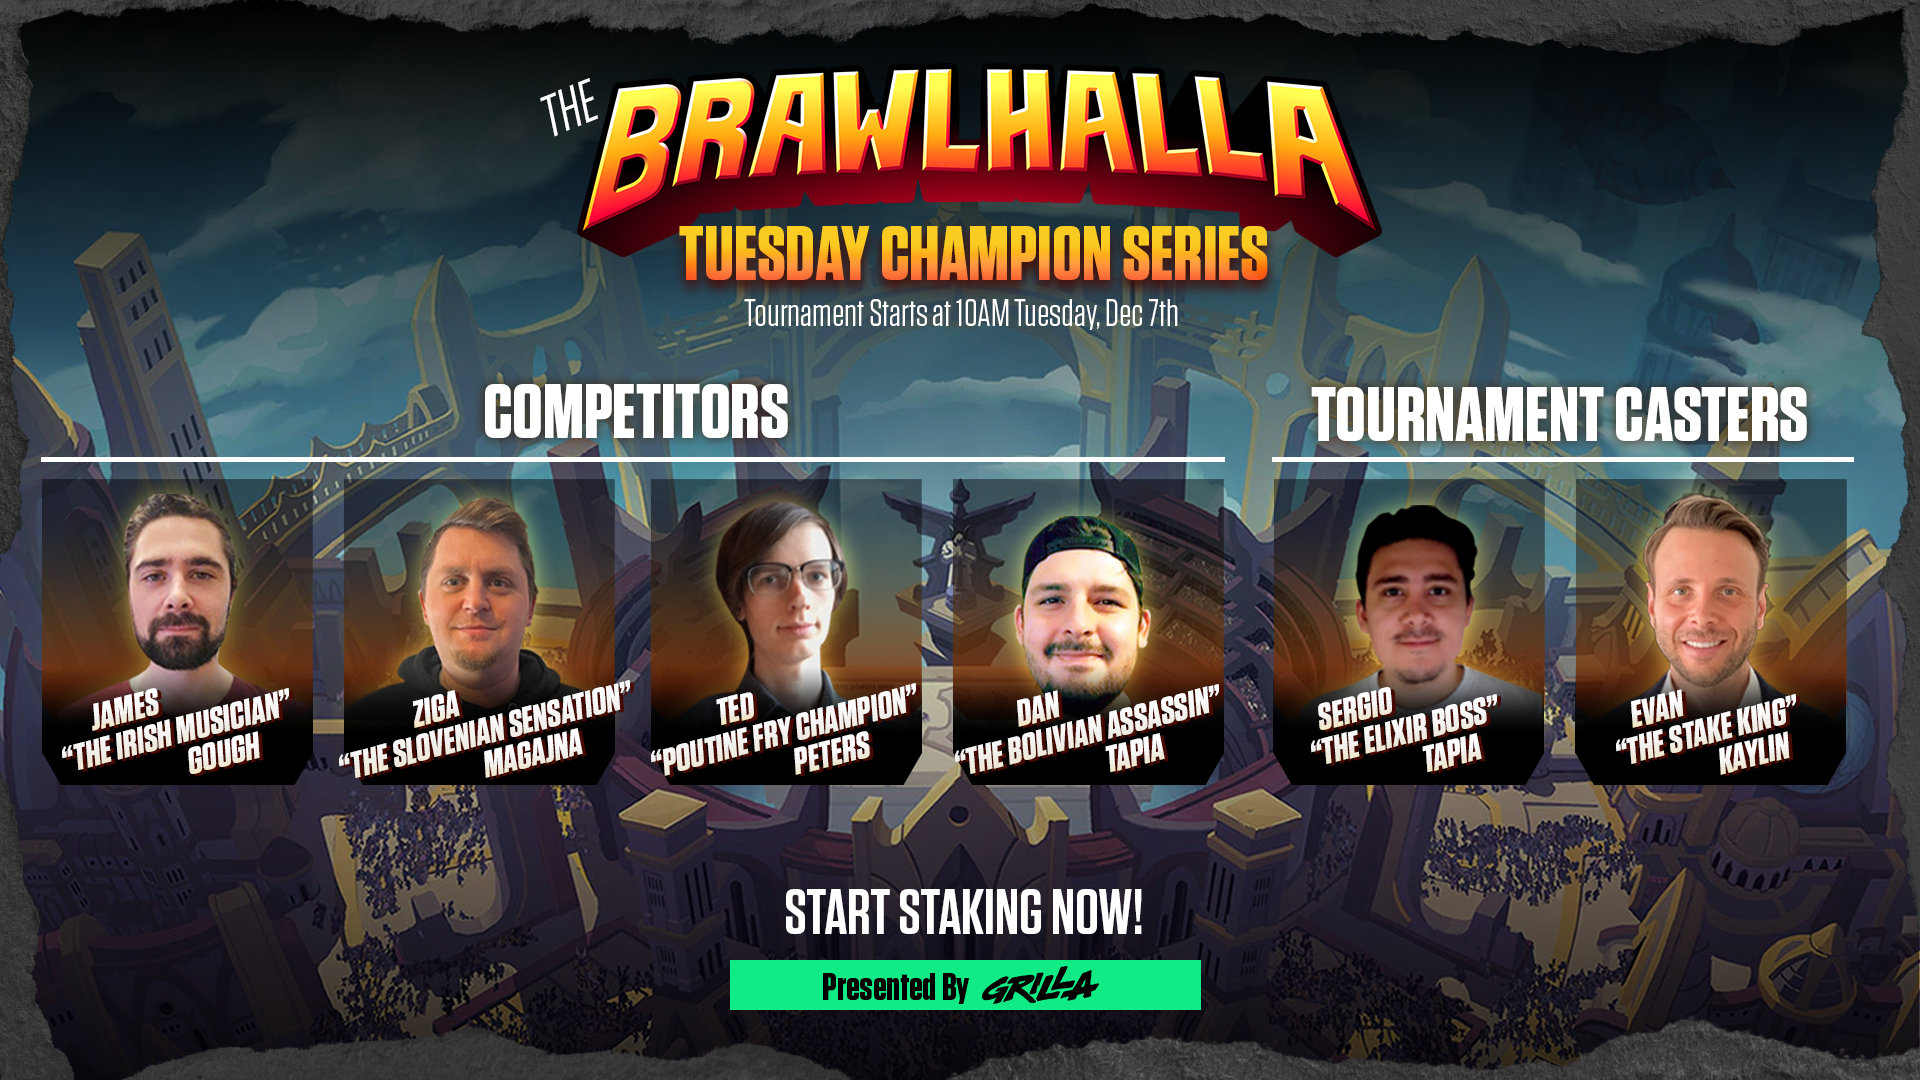 THE
BRAWLHALLA
TUESDAY CHAMPION SERIES
Tournament Starts at 10AM Tuesday, Dec 7th
COMPETITORS
TOURNAMENT CASTERS
JAMES
“THE IRISH MUSICIAN”
GOUGH
ZIGA
“THE SLOVENIAN SENSATION”
MAGAJNA
TED
“POUTINE FRY CHAMPION”
PETERS
DAN
“THE BOLIVIAN ASSASSIN”
TAPIA
SERGIO
“THE ELIXIR BOSS”
TAPIA
EVAN
“THE STAKE KING”
KAYLIN
START STAKING NOW!
Presented By GRILLA